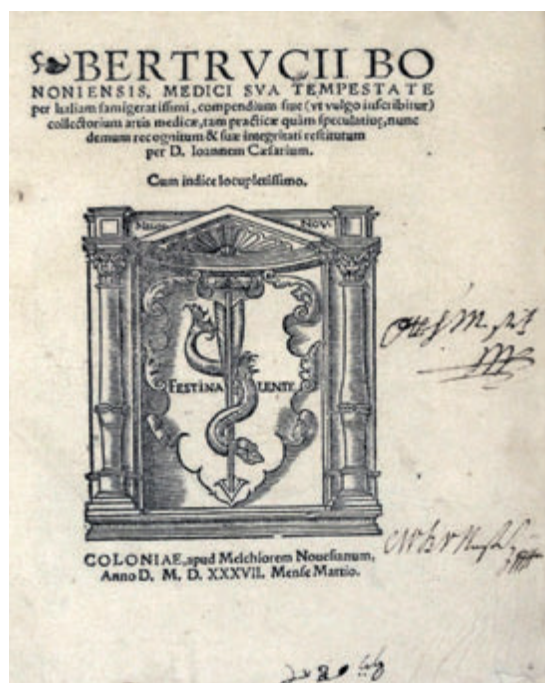 BERTRVCII BO
NONIENSIS, MEDICI SVA TEMPESTATE
per Italiam famigeratissimi, compendium siue (vt vulgo inscribitur)
collectorium artis medicæ, tam practicæ quàm speculatiuę, nunc
demum recognitum & suæ integritati restitutum
per D. Ioannem Cæsarium.
Cum indice locupletissimo.
NOV.
FESTINA LENTE
COLONIAE, apud Melchiorem Nouesianum,
Anno D. M. D. XXXVII. Mense Martio.